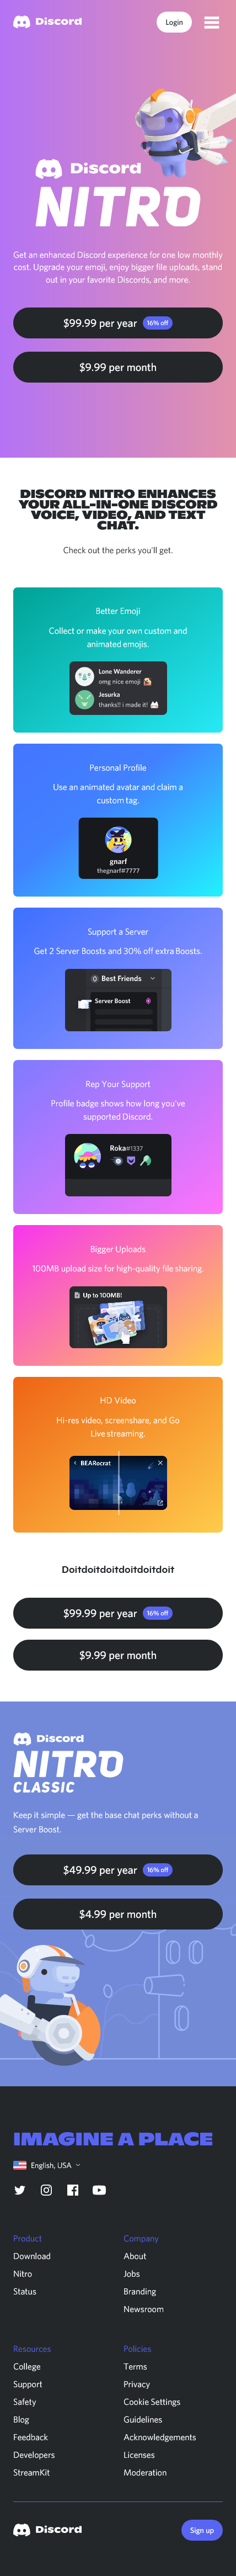 Discord
Login
Discord
NITRO
Get an enhanced Discord experience for one low monthly
cost. Upgrade your emoji, enjoy bigger file uploads, stand
out in your favorite Discords, and more.
$99.99 per year 16% off
$9.99 per month
DISCORD NITRO ENHANCES
YOUR ALL-IN-ONE DISCORD
VOICE, VIDEO, AND TEXT
CHAT.
Check out the perks you'll get.
Better Emoji
Collect or make your own custom and
animated emojis.
Lone Wanderer
omg nice emoji
Jesurka
thanks!! i made it!
Personal Profile
Use an animated avatar and claim a
custom tag.
gnarf
thegnarf#7777
Support a Server
Get 2 Server Boosts and 30% off extra Boosts.
Best Friends
Server Boost
Rep Your Support
Profile badge shows how long you've
supported Discord.
Roka#1337
Bigger Uploads
100MB upload size for high-quality file sharing.
Up to 100MB!
HD Video
Hi-res video, screenshare, and Go
Live streaming.
BEARocrat
Doitdoitdoitdoitdoitdoit
$99.99 per year 16% off
$9.99 per month
Discord
NITRO
CLASSIC
Keep it simple — get the base chat perks without a
Server Boost.
$49.99 per year 16% off
$4.99 per month
IMAGINE A PLACE
English, USA
Product
Download
Nitro
Status
Company
About
Jobs
Branding
Newsroom
Resources
College
Support
Safety
Blog
Feedback
Developers
StreamKit
Policies
Terms
Privacy
Cookie Settings
Guidelines
Acknowledgements
Licenses
Moderation
Discord
Sign up